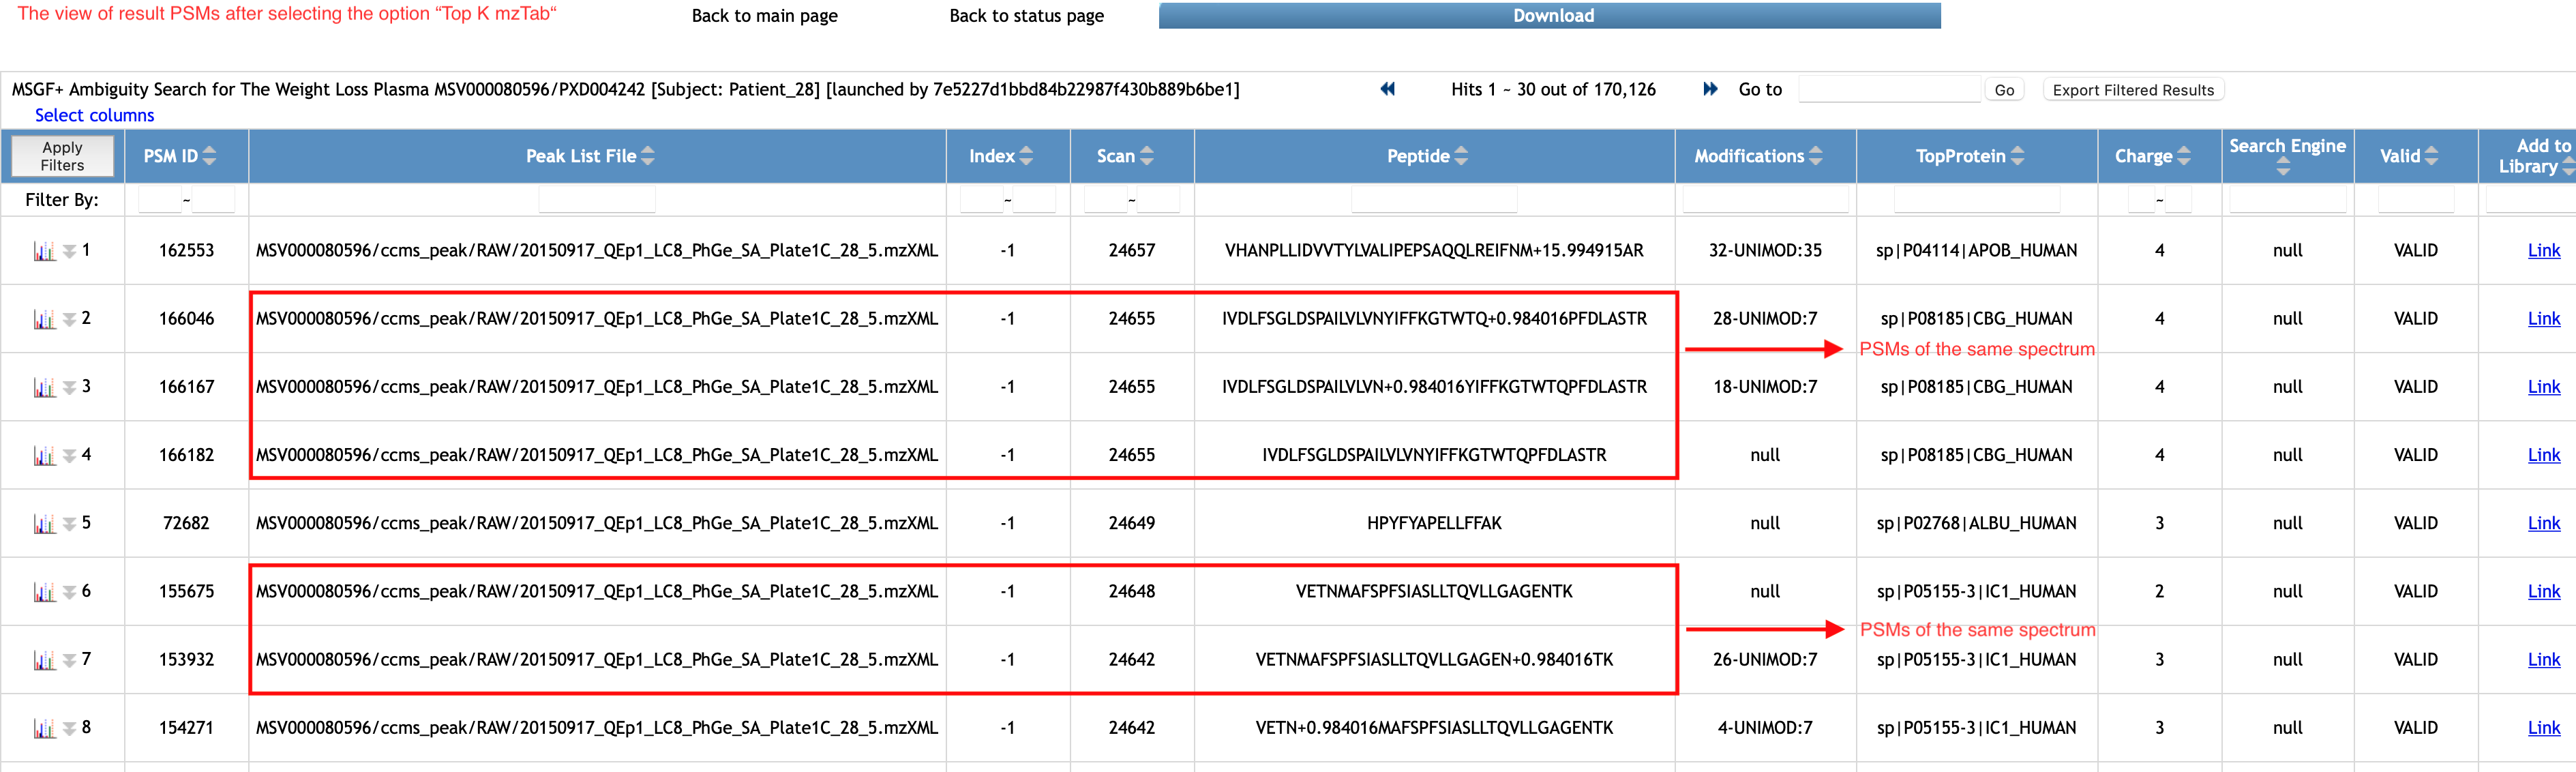 The view of result PSMs after selecting the option “Top K mzTab“ Back to main page Back to status page Download
MSGF+ Ambiguity Search for The Weight Loss Plasma MSV000080596/PXD004242 [Subject: Patient_28] [launched by 7e5227d1bbd84b22987f430b889b6be1] Hits 1 ~ 30 out of 170,126 Go to Go Export Filtered Results
Select columns
Apply Filters PSM ID Peak List File Index Scan Peptide Modifications TopProtein Charge Search Engine Valid Add to Library
Filter By: ~ ~ ~ ~
1 162553 MSV000080596/ccms_peak/RAW/20150917_QEp1_LC8_PhGe_SA_Plate1C_28_5.mzXML -1 24657 VHANPLLIDVVTYLVALIPEPSAQQLREIFNM+15.994915AR 32-UNIMOD:35 sp|P04114|APOB_HUMAN 4 null VALID Link
2 166046 MSV000080596/ccms_peak/RAW/20150917_QEp1_LC8_PhGe_SA_Plate1C_28_5.mzXML -1 24655 IVDLFSGLDSPAILVLVNYIFFKGTWTQ+0.984016PFDLASTR 28-UNIMOD:7 sp|P08185|CBG_HUMAN 4 null VALID Link
PSMs of the same spectrum
3 166167 MSV000080596/ccms_peak/RAW/20150917_QEp1_LC8_PhGe_SA_Plate1C_28_5.mzXML -1 24655 IVDLFSGLDSPAILVLVN+0.984016YIFFKGTWTQPFDLASTR 18-UNIMOD:7 sp|P08185|CBG_HUMAN 4 null VALID Link
4 166182 MSV000080596/ccms_peak/RAW/20150917_QEp1_LC8_PhGe_SA_Plate1C_28_5.mzXML -1 24655 IVDLFSGLDSPAILVLVNYIFFKGTWTQPFDLASTR null sp|P08185|CBG_HUMAN 4 null VALID Link
5 72682 MSV000080596/ccms_peak/RAW/20150917_QEp1_LC8_PhGe_SA_Plate1C_28_5.mzXML -1 24649 HPYFYAPELLFFAK null sp|P02768|ALBU_HUMAN 3 null VALID Link
6 155675 MSV000080596/ccms_peak/RAW/20150917_QEp1_LC8_PhGe_SA_Plate1C_28_5.mzXML -1 24648 VETNMAFSPFSIASLLTQVLLGAGENTK null sp|P05155-3|IC1_HUMAN 2 null VALID Link
PSMs of the same spectrum
7 153932 MSV000080596/ccms_peak/RAW/20150917_QEp1_LC8_PhGe_SA_Plate1C_28_5.mzXML -1 24642 VETNMAFSPFSIASLLTQVLLGAGEN+0.984016TK 26-UNIMOD:7 sp|P05155-3|IC1_HUMAN 3 null VALID Link
8 154271 MSV000080596/ccms_peak/RAW/20150917_QEp1_LC8_PhGe_SA_Plate1C_28_5.mzXML -1 24642 VETN+0.984016MAFSPFSIASLLTQVLLGAGENTK 4-UNIMOD:7 sp|P05155-3|IC1_HUMAN 3 null VALID Link